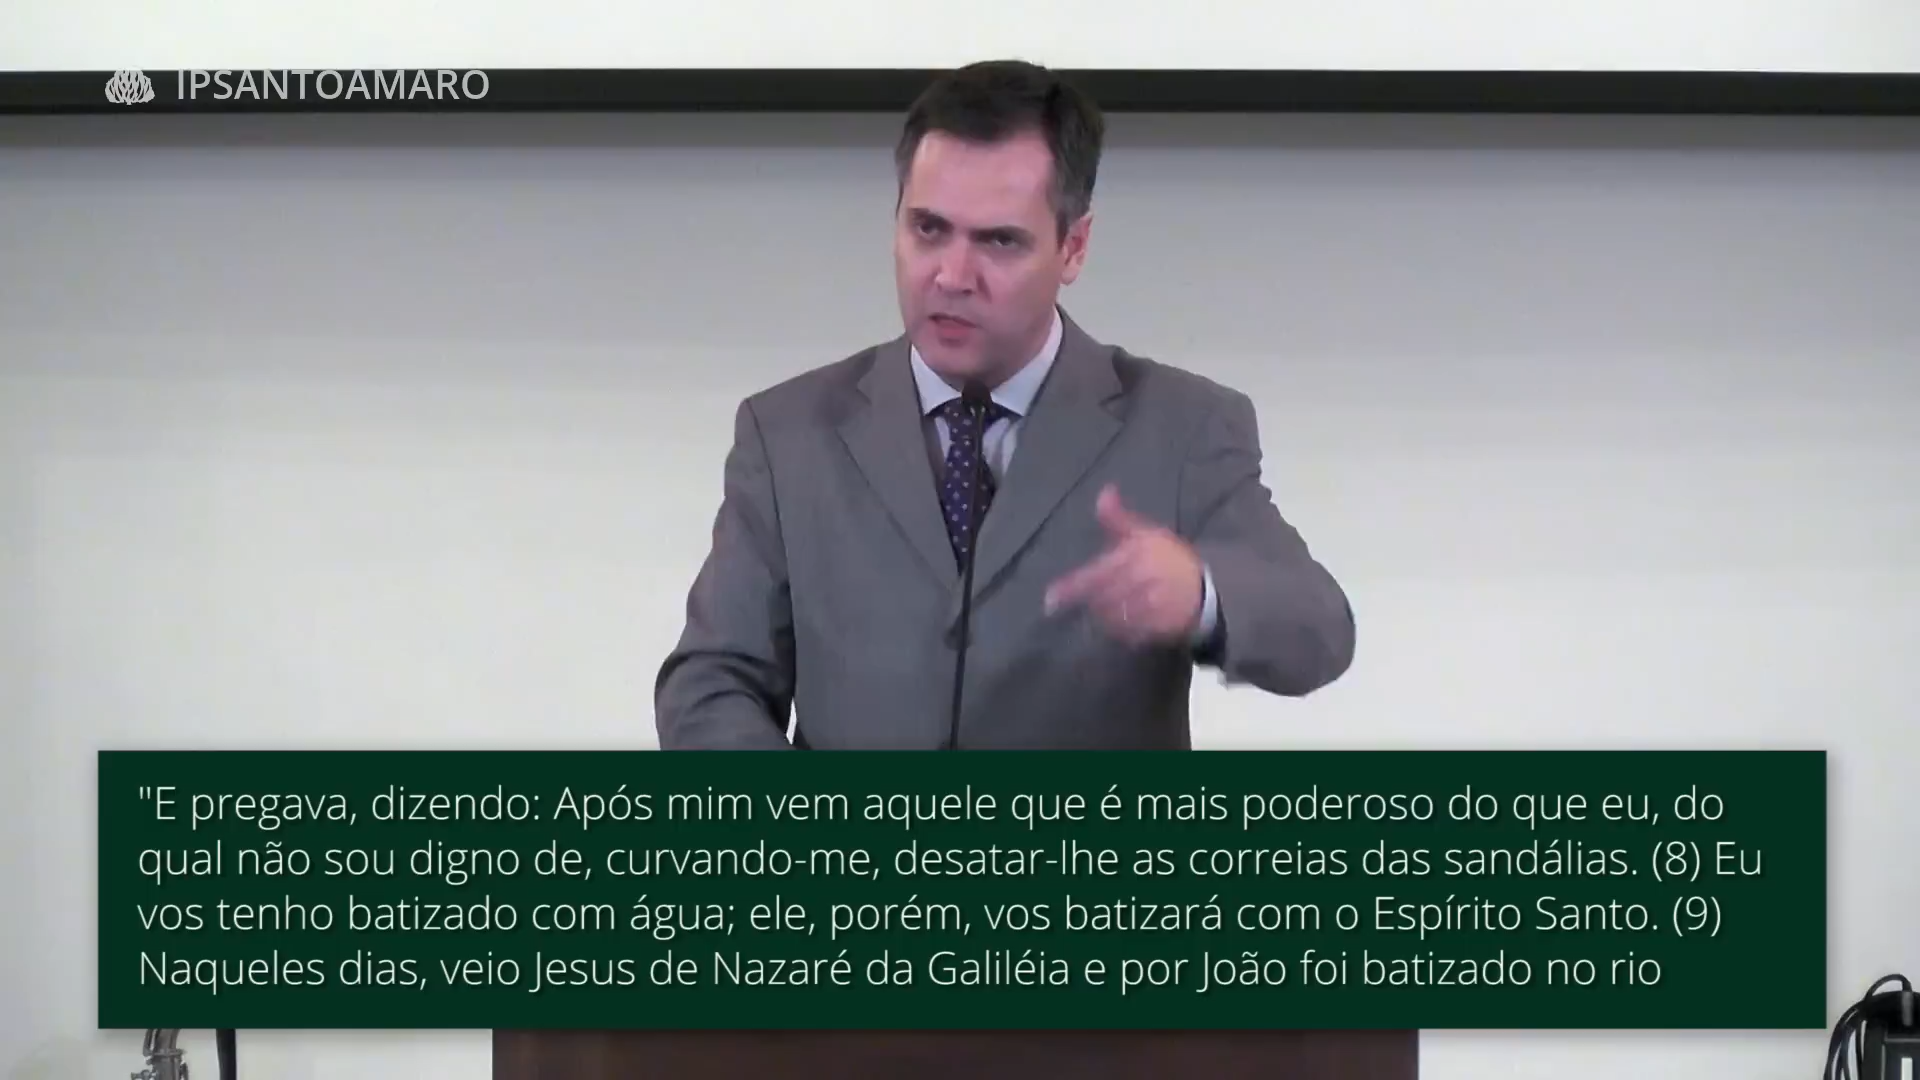 IPSANTOAMARO
"E pregava, dizendo: Após mim vem aquele que é mais poderoso do que eu, do
qual não sou digno de, curvando-me, desatar-lhe as correias das sandálias. (8) Eu
vos tenho batizado com água; ele, porém, vos batizará com o Espírito Santo. (9)
Naqueles dias, veio Jesus de Nazaré da Galiléia e por João foi batizado no rio